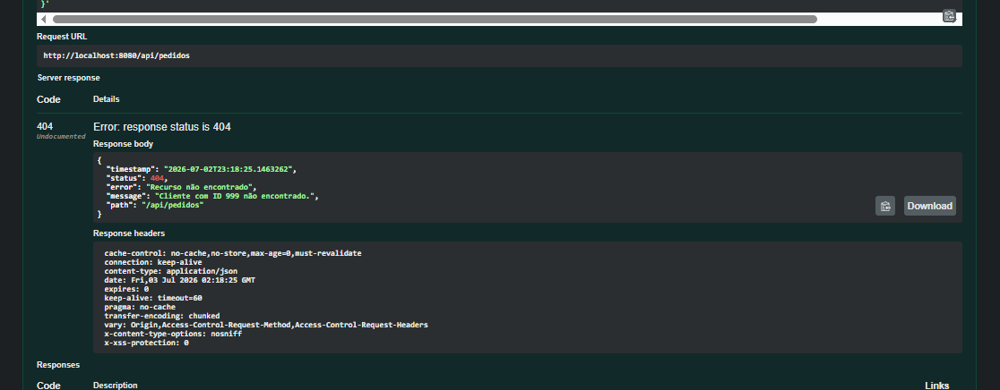 }'
Request URL
http://localhost:8080/api/pedidos
Server response
Code Details
404 Error: response status is 404
Undocumented
Response body
{
"timestamp": "2026-07-02T23:18:25.1463262",
"status": 404,
"error": "Recurso não encontrado",
"message": "Cliente com ID 999 não encontrado.",
"path": "/api/pedidos"
}
Download
Response headers
cache-control: no-cache,no-store,max-age=0,must-revalidate
connection: keep-alive
content-type: application/json
date: Fri,03 Jul 2026 02:18:25 GMT
expires: 0
keep-alive: timeout=60
pragma: no-cache
transfer-encoding: chunked
vary: Origin,Access-Control-Request-Method,Access-Control-Request-Headers
x-content-type-options: nosniff
x-xss-protection: 0
Responses
Code Description Links